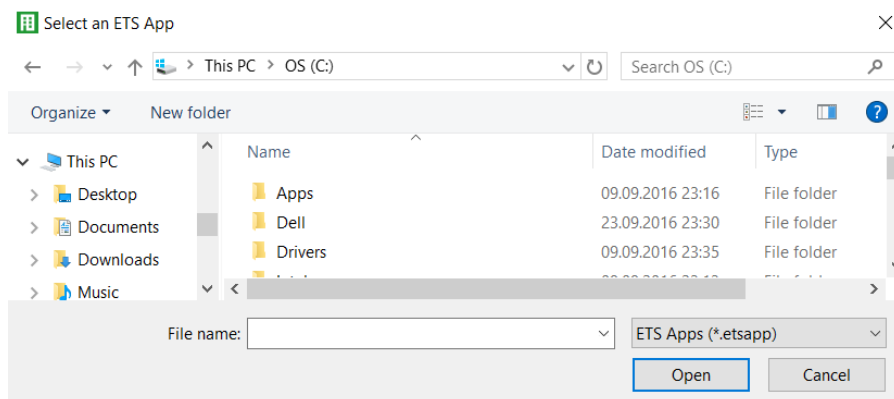 Select an ETS App
This PC > OS (C:)
Search OS (C:)
Organize
New folder
Name
Date modified
Type
This PC
Desktop
Documents
Downloads
Music
Apps 09.09.2016 23:16 File folder
Dell 23.09.2016 23:30 File folder
Drivers 09.09.2016 23:35 File folder
File name:
ETS Apps (*.etsapp)
Open
Cancel